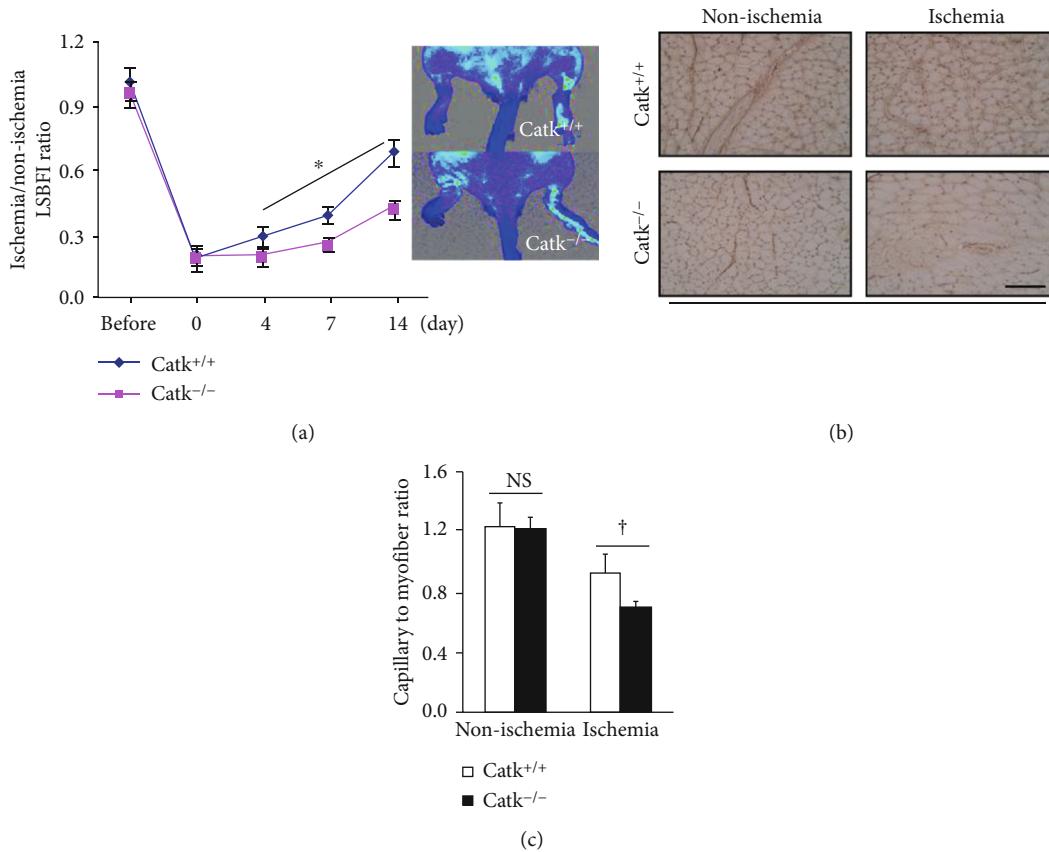 1.2
0.9
0.6
0.3
0.0
Ischemia/non-ischemia
LSBFI ratio
*
Before 0 4 7 14 (day)
Catk+/+
Catk−/−
Catk+/+
Catk−/−
(a)
Non-ischemia Ischemia
Catk+/+
Catk−/−
(b)
1.6
1.2
0.8
0.4
0.0
Capillary to myofiber ratio
NS
†
Non-ischemia Ischemia
Catk+/+
Catk−/−
(c)